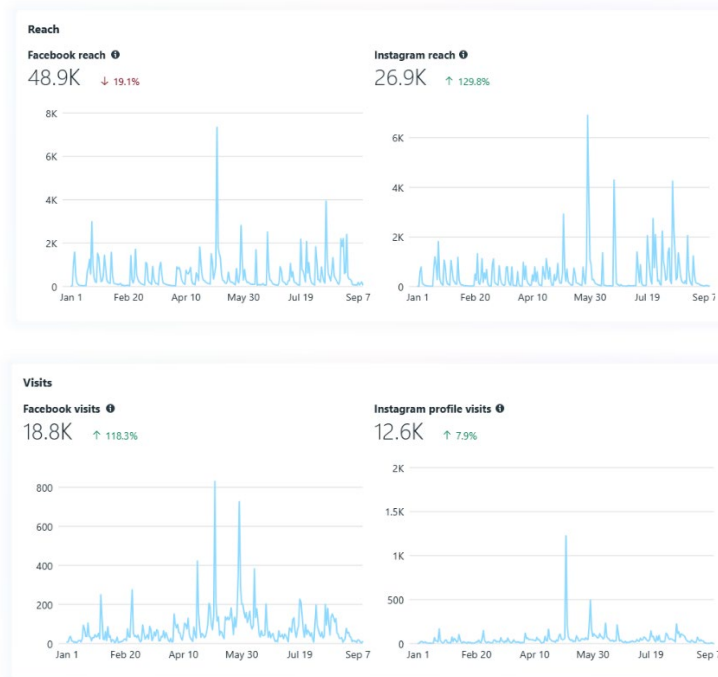 Reach
Facebook reach
48.9K ↓ 19.1%
8K
6K
4K
2K
0
Jan 1 Feb 20 Apr 10 May 30 Jul 19 Sep 7
Instagram reach
26.9K ↑ 129.8%
6K
4K
2K
0
Jan 1 Feb 20 Apr 10 May 30 Jul 19 Sep 7
Visits
Facebook visits
18.8K ↑ 118.3%
800
600
400
200
0
Jan 1 Feb 20 Apr 10 May 30 Jul 19 Sep 7
Instagram profile visits
12.6K ↑ 7.9%
2K
1.5K
1K
500
0
Jan 1 Feb 20 Apr 10 May 30 Jul 19 Sep